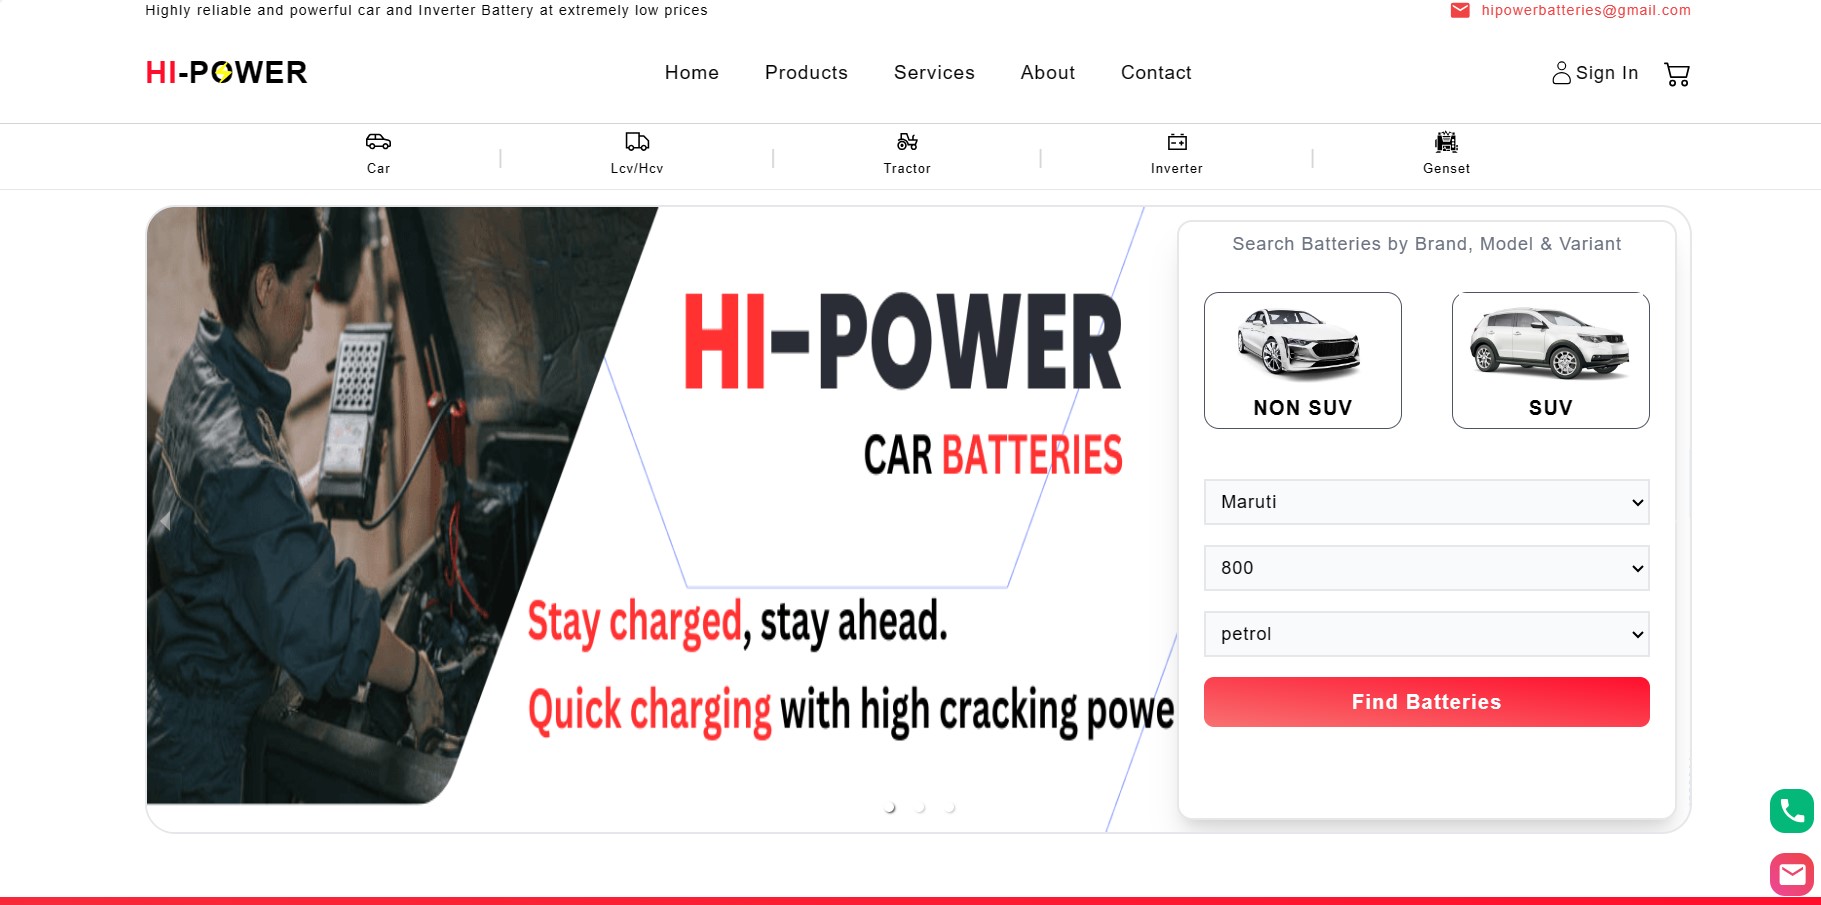 Highly reliable and powerful car and Inverter Battery at extremely low prices
hipowerbatteries@gmail.com
HI-POWER
Home Products Services About Contact
Sign In
Car Lcv/Hcv Tractor Inverter Genset
HI-POWER
CAR BATTERIES
Stay charged, stay ahead.
Quick charging with high cracking powe
Search Batteries by Brand, Model & Variant
NON SUV SUV
Maruti
800
petrol
Find Batteries